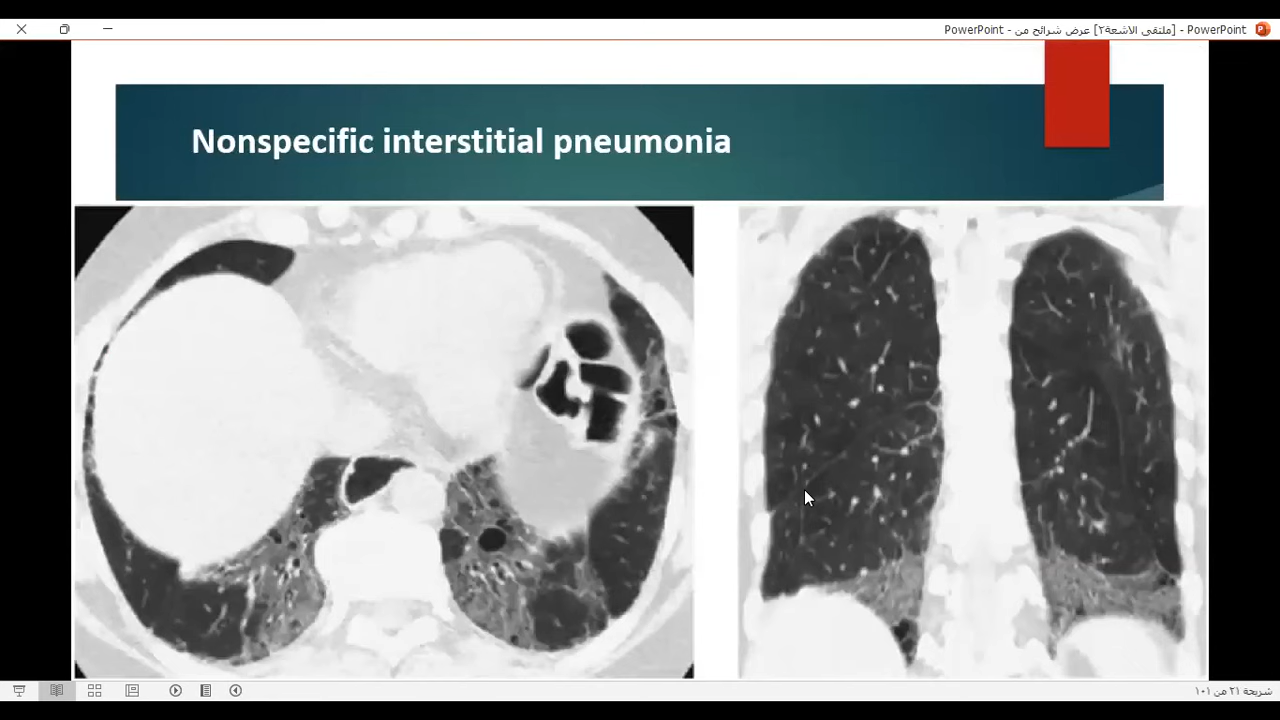 PowerPoint - [ملتقى الاشعة٢] عرض شرائح من - PowerPoint
Nonspecific interstitial pneumonia
شريحة ٢١ من ١٠١